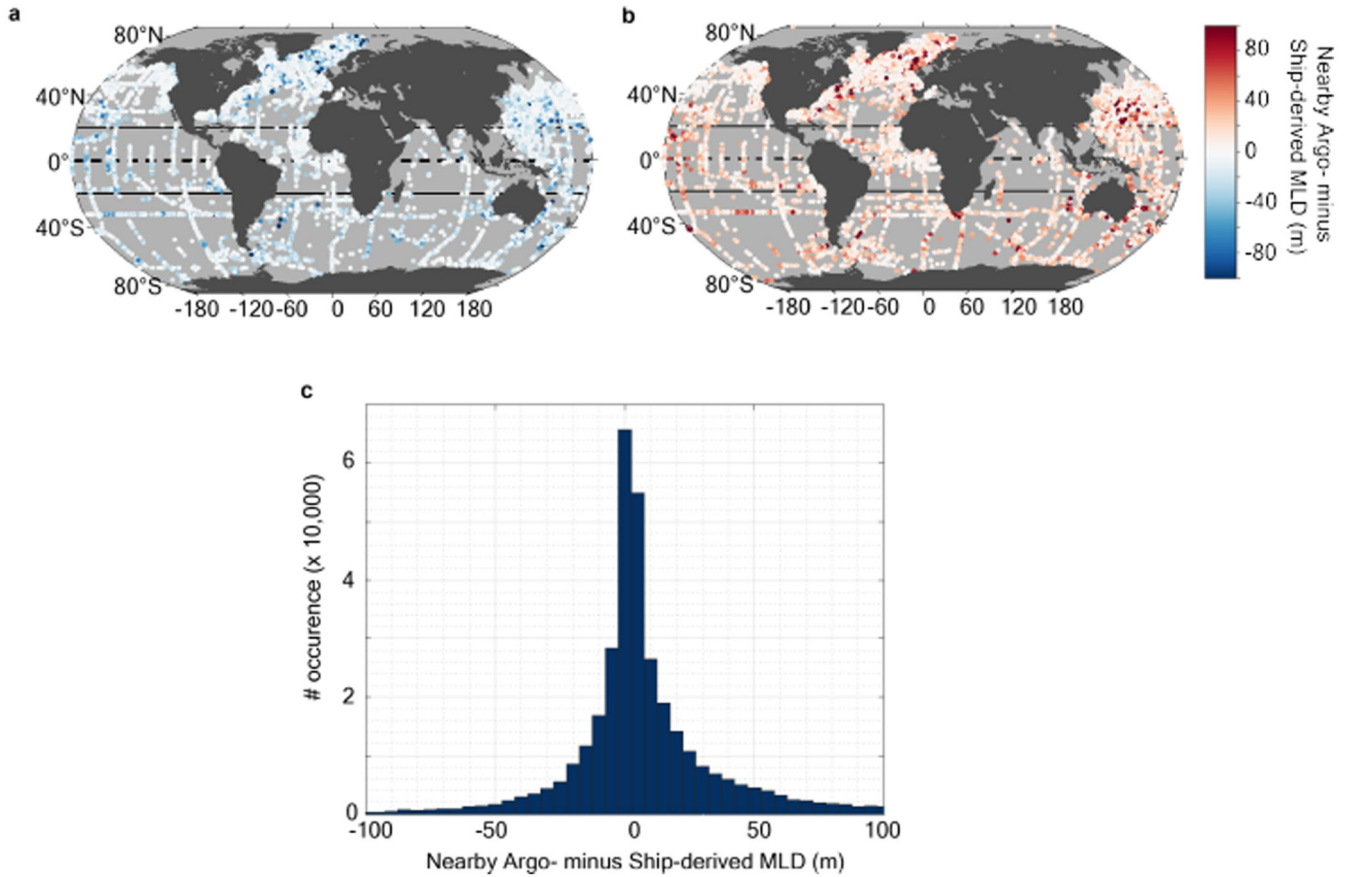 a
80°N
40°N
0°
40°S
80°S
-180 -120 -60 0 60 120 180
b
80°N
40°N
0°
40°S
80°S
-180 -120 -60 0 60 120 180
80
40
0
-40
-80
Nearby Argo- minus
Ship-derived MLD (m)
c
# occurence (x 10,000)
6
4
2
0
-100 -50 0 50 100
Nearby Argo- minus Ship-derived MLD (m)